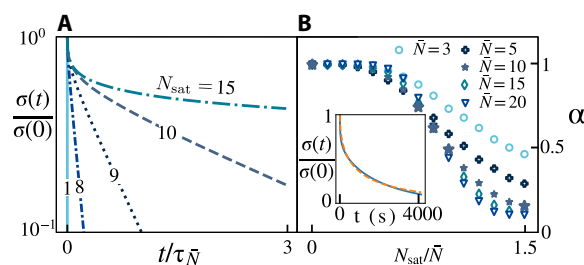 A
10⁰
σ(t)
σ(0)
10⁻¹
N_sat = 15
10
9
8
1
0
3
t/τ_N̄
B
N̄ = 3
N̄ = 5
N̄ = 10
N̄ = 15
N̄ = 20
1
σ(t)
σ(0)
0
0
4000
t (s)
1
0.5
0
α
0.0
1.5
N_sat/N̄